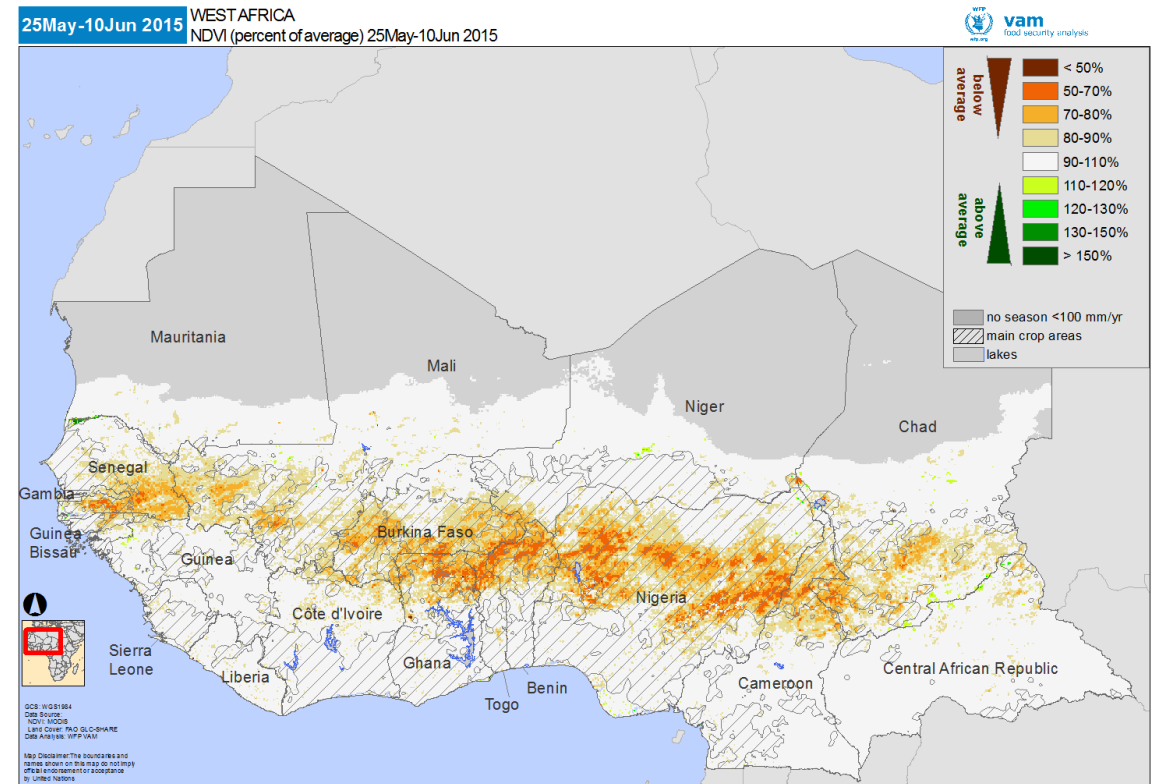 25May-10Jun 2015
WEST AFRICA
NDVI (percent of average) 25May-10Jun 2015
WFP
wfp.org
vam
food security analysis
below
average
above
average
< 50%
50-70%
70-80%
80-90%
90-110%
110-120%
120-130%
130-150%
> 150%
no season <100 mm/yr
main crop areas
lakes
Mauritania
Mali
Niger
Chad
Senegal
Gambia
Guinea
Bissau
Burkina Faso
Guinea
Nigeria
Côte d'Ivoire
Sierra
Leone
Ghana
Liberia
Benin
Togo
Cameroon
Central African Republic
GCS: WGS1984
Data Source:
NDVI: MODIS
Land Cover: FAO GLC-SHARE
Data Analysis: WFP VAM
Map Disclaimer:The boundaries and
names shown on this map do not imply
official endorsement or acceptance
by United Nations